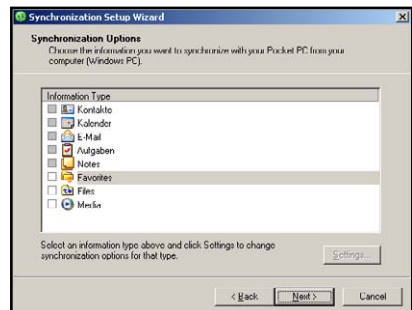 Synchronization Setup Wizard
Synchronization Options
Choose the information you want to synchronize with your Pocket PC from your
computer (Windows PC).
Information Type
Kontakte
Kalender
E-Mail
Aufgaben
Notes
Favorites
Files
Media
Select an information type above and click Settings to change
synchronization options for that type.
Settings...
< Back
Next >
Cancel